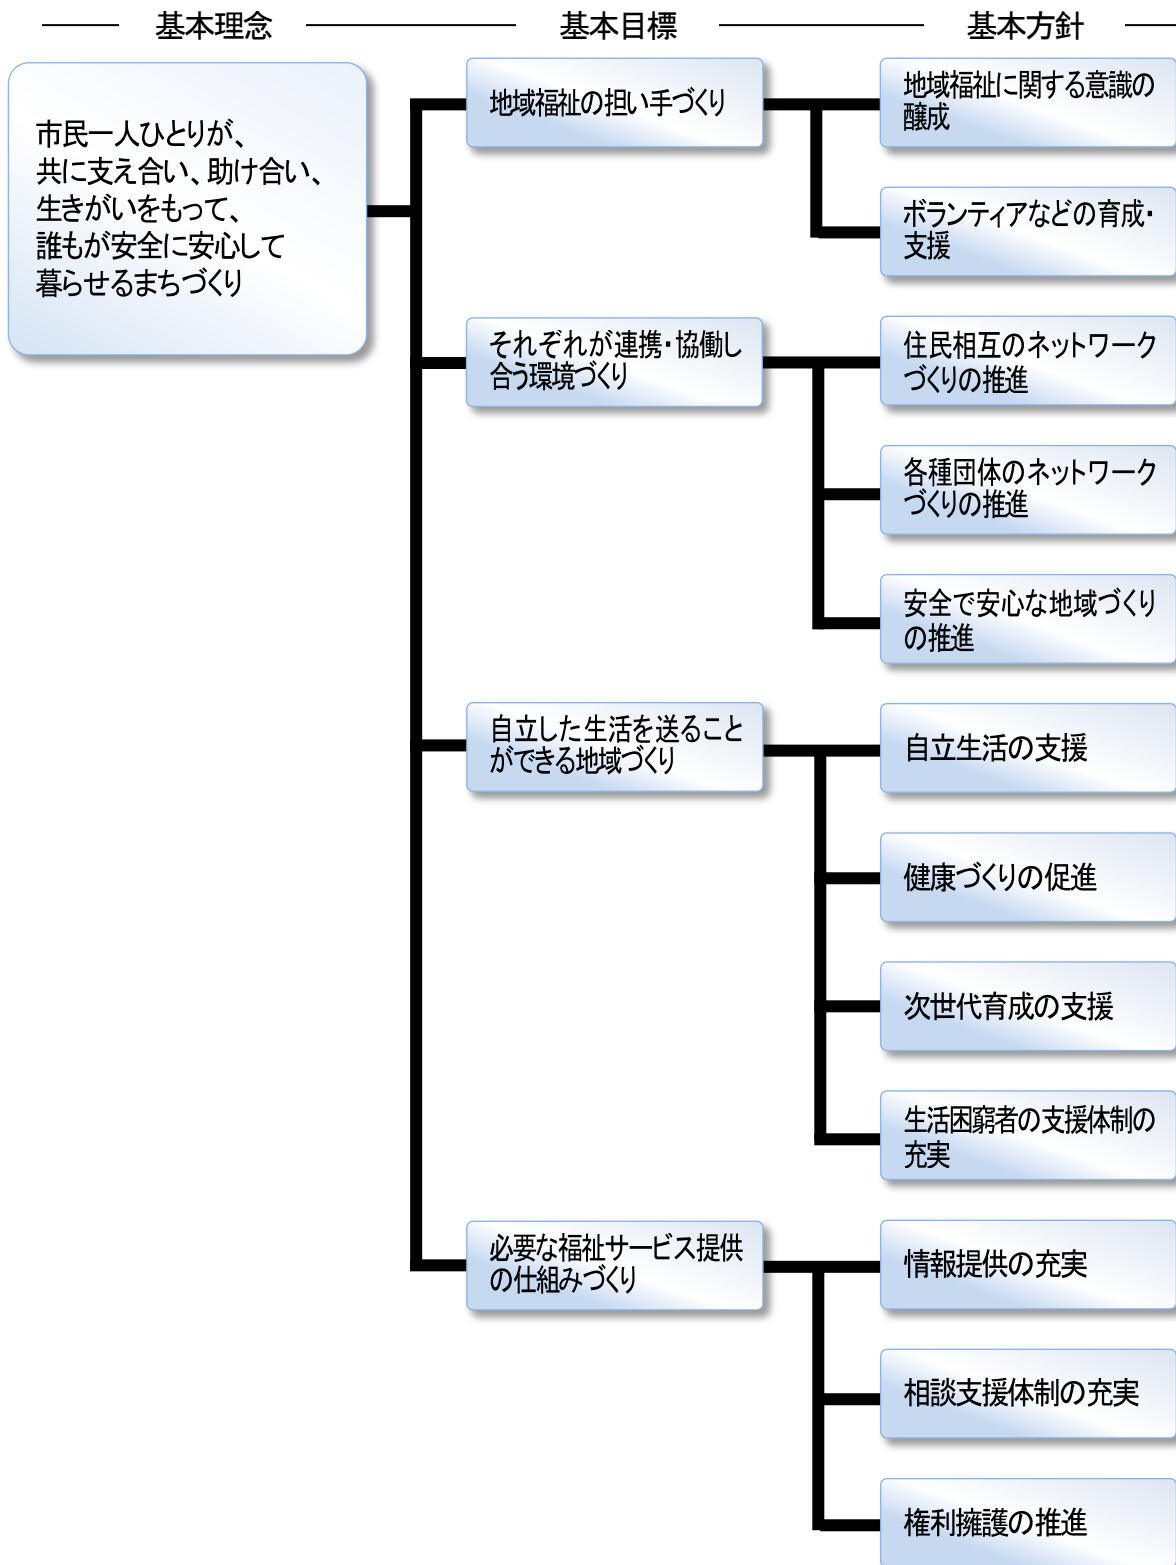 基本理念
基本目標
基本方針
市民一人ひとりが、
共に支え合い、助け合い、
生きがいをもって、
誰もが安全に安心して
暮らせるまちづくり
地域福祉の担い手づくり
地域福祉に関する意識の
醸成
ボランティアなどの育成・
支援
それぞれが連携・協働し
合う環境づくり
住民相互のネットワーク
づくりの推進
各種団体のネットワーク
づくりの推進
安全で安心な地域づくり
の推進
自立した生活を送ること
ができる地域づくり
自立生活の支援
健康づくりの促進
次世代育成の支援
生活困窮者の支援体制の
充実
必要な福祉サービス提供
の仕組みづくり
情報提供の充実
相談支援体制の充実
権利擁護の推進